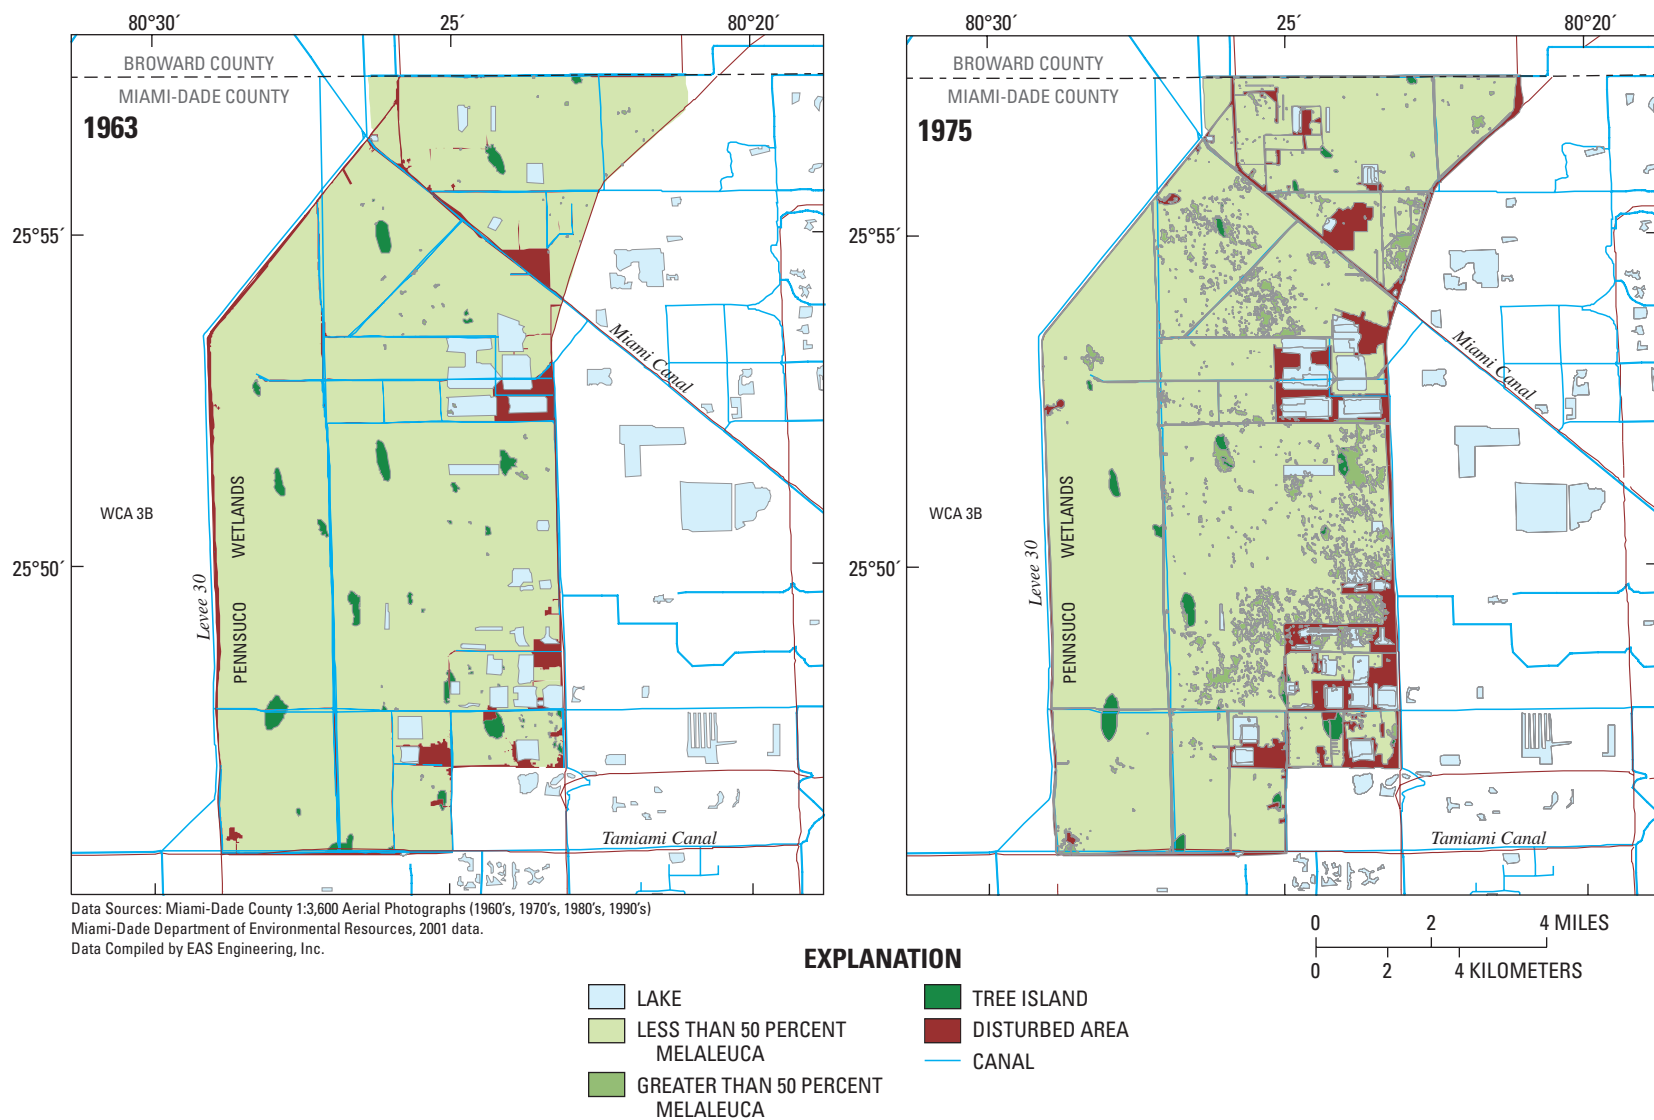 80°30´ 25´ 80°20´
BROWARD COUNTY
MIAMI-DADE COUNTY
1963
25°55´
25°50´
Miami Canal
WCA 3B
Levee 30
PENNSUCO WETLANDS
Tamiami Canal
80°30´ 25´ 80°20´
BROWARD COUNTY
MIAMI-DADE COUNTY
1975
25°55´
25°50´
Miami Canal
WCA 3B
Levee 30
PENNSUCO WETLANDS
Tamiami Canal
Data Sources: Miami-Dade County 1:3,600 Aerial Photographs (1960's, 1970's, 1980's, 1990's)
Miami-Dade Department of Environmental Resources, 2001 data.
Data Compiled by EAS Engineering, Inc.
0 2 4 MILES
0 2 4 KILOMETERS
EXPLANATION
LAKE
LESS THAN 50 PERCENT
MELALEUCA
GREATER THAN 50 PERCENT
MELALEUCA
TREE ISLAND
DISTURBED AREA
CANAL